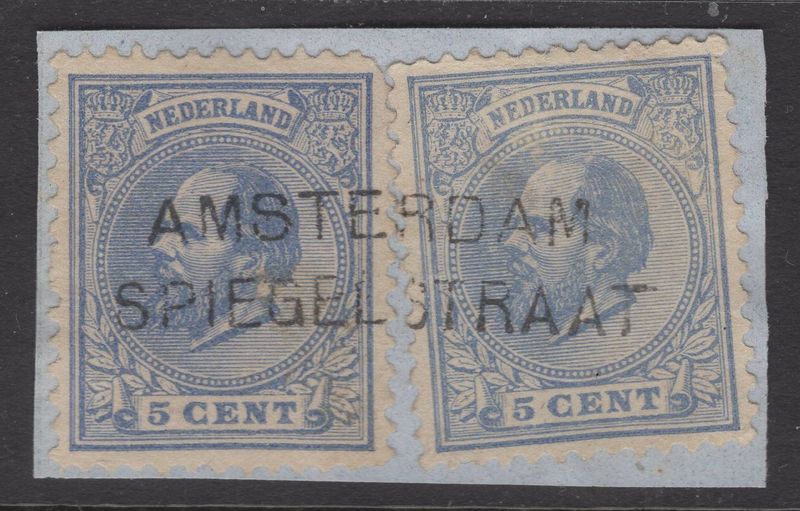 NEDERLAND NEDERLAND
AMSTERDAM
SPIEGELSTRAAT
5 CENT 5 CENT